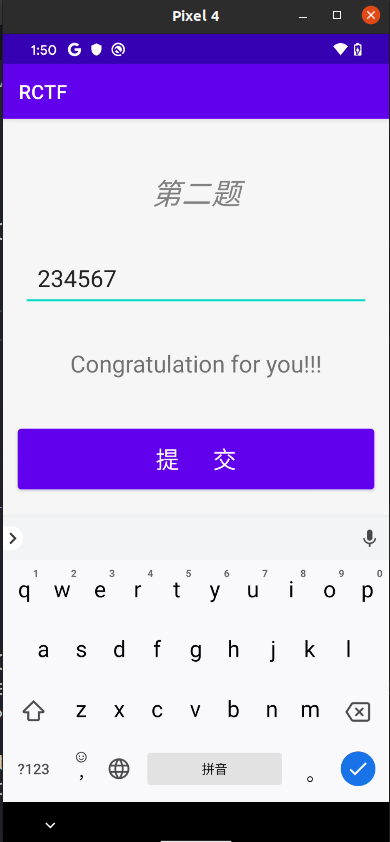 Pixel 4
1:50
RCTF
第二题
234567
Congratulation for you!!!
提 交
1 2 3 4 5 6 7 8 9 0
q w e r t y u i o p
a s d f g h j k l
z x c v b n m
?123 , 拼音 。